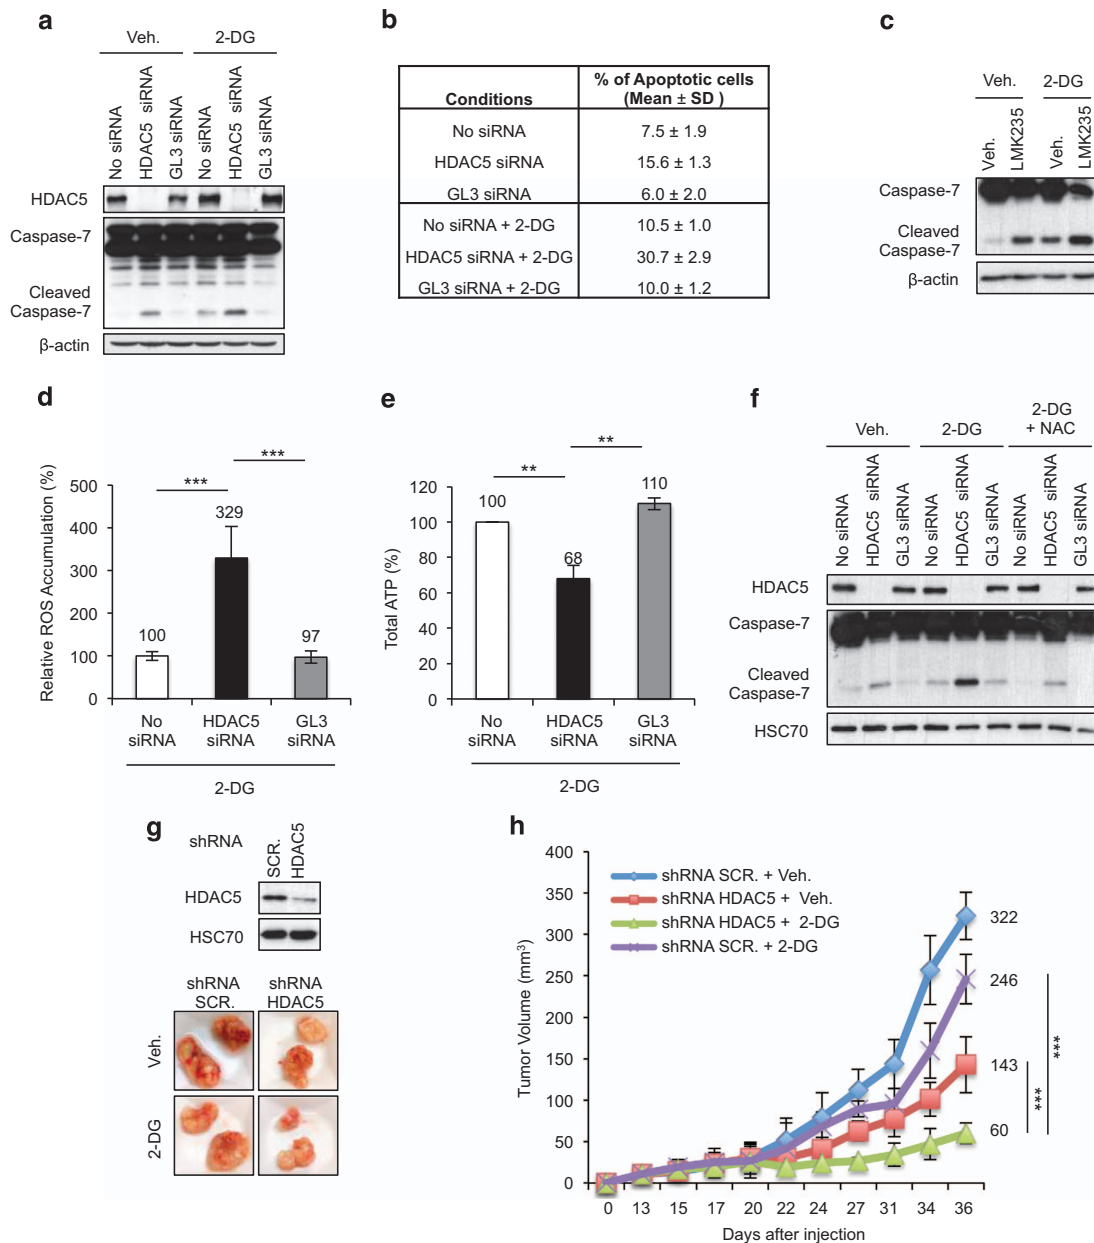 a
Veh. 2-DG
No siRNA HDAC5 siRNA GL3 siRNA No siRNA HDAC5 siRNA GL3 siRNA
HDAC5
Caspase-7
Cleaved
Caspase-7
β-actin
b
Conditions % of Apoptotic cells
(Mean ± SD )
No siRNA 7.5 ± 1.9
HDAC5 siRNA 15.6 ± 1.3
GL3 siRNA 6.0 ± 2.0
No siRNA + 2-DG 10.5 ± 1.0
HDAC5 siRNA + 2-DG 30.7 ± 2.9
GL3 siRNA + 2-DG 10.0 ± 1.2
c
Veh. 2-DG
Veh. LMK235 Veh. LMK235
Caspase-7
Cleaved
Caspase-7
β-actin
d
Relative ROS Accumulation (%)
500
400
300
200
100
0
*** ***
100 329 97
No siRNA
HDAC5 siRNA
GL3 siRNA
2-DG
e
Total ATP (%)
120
100
80
60
40
20
0
** **
100 68 110
No siRNA
HDAC5 siRNA
GL3 siRNA
2-DG
f
Veh. 2-DG 2-DG + NAC
No siRNA HDAC5 siRNA GL3 siRNA No siRNA HDAC5 siRNA GL3 siRNA No siRNA HDAC5 siRNA GL3 siRNA
HDAC5
Caspase-7
Cleaved
Caspase-7
HSC70
g
shRNA SCR. HDAC5
HDAC5
HSC70
shRNA SCR. shRNA HDAC5
Veh.
2-DG
h
Tumor Volume (mm³)
400
350
300
250
200
150
100
50
0
shRNA SCR. + Veh.
shRNA HDAC5 + Veh.
shRNA HDAC5 + 2-DG
shRNA SCR. + 2-DG
322
246
143
60
***
***
0 13 15 17 20 22 24 27 31 34 36
Days after injection